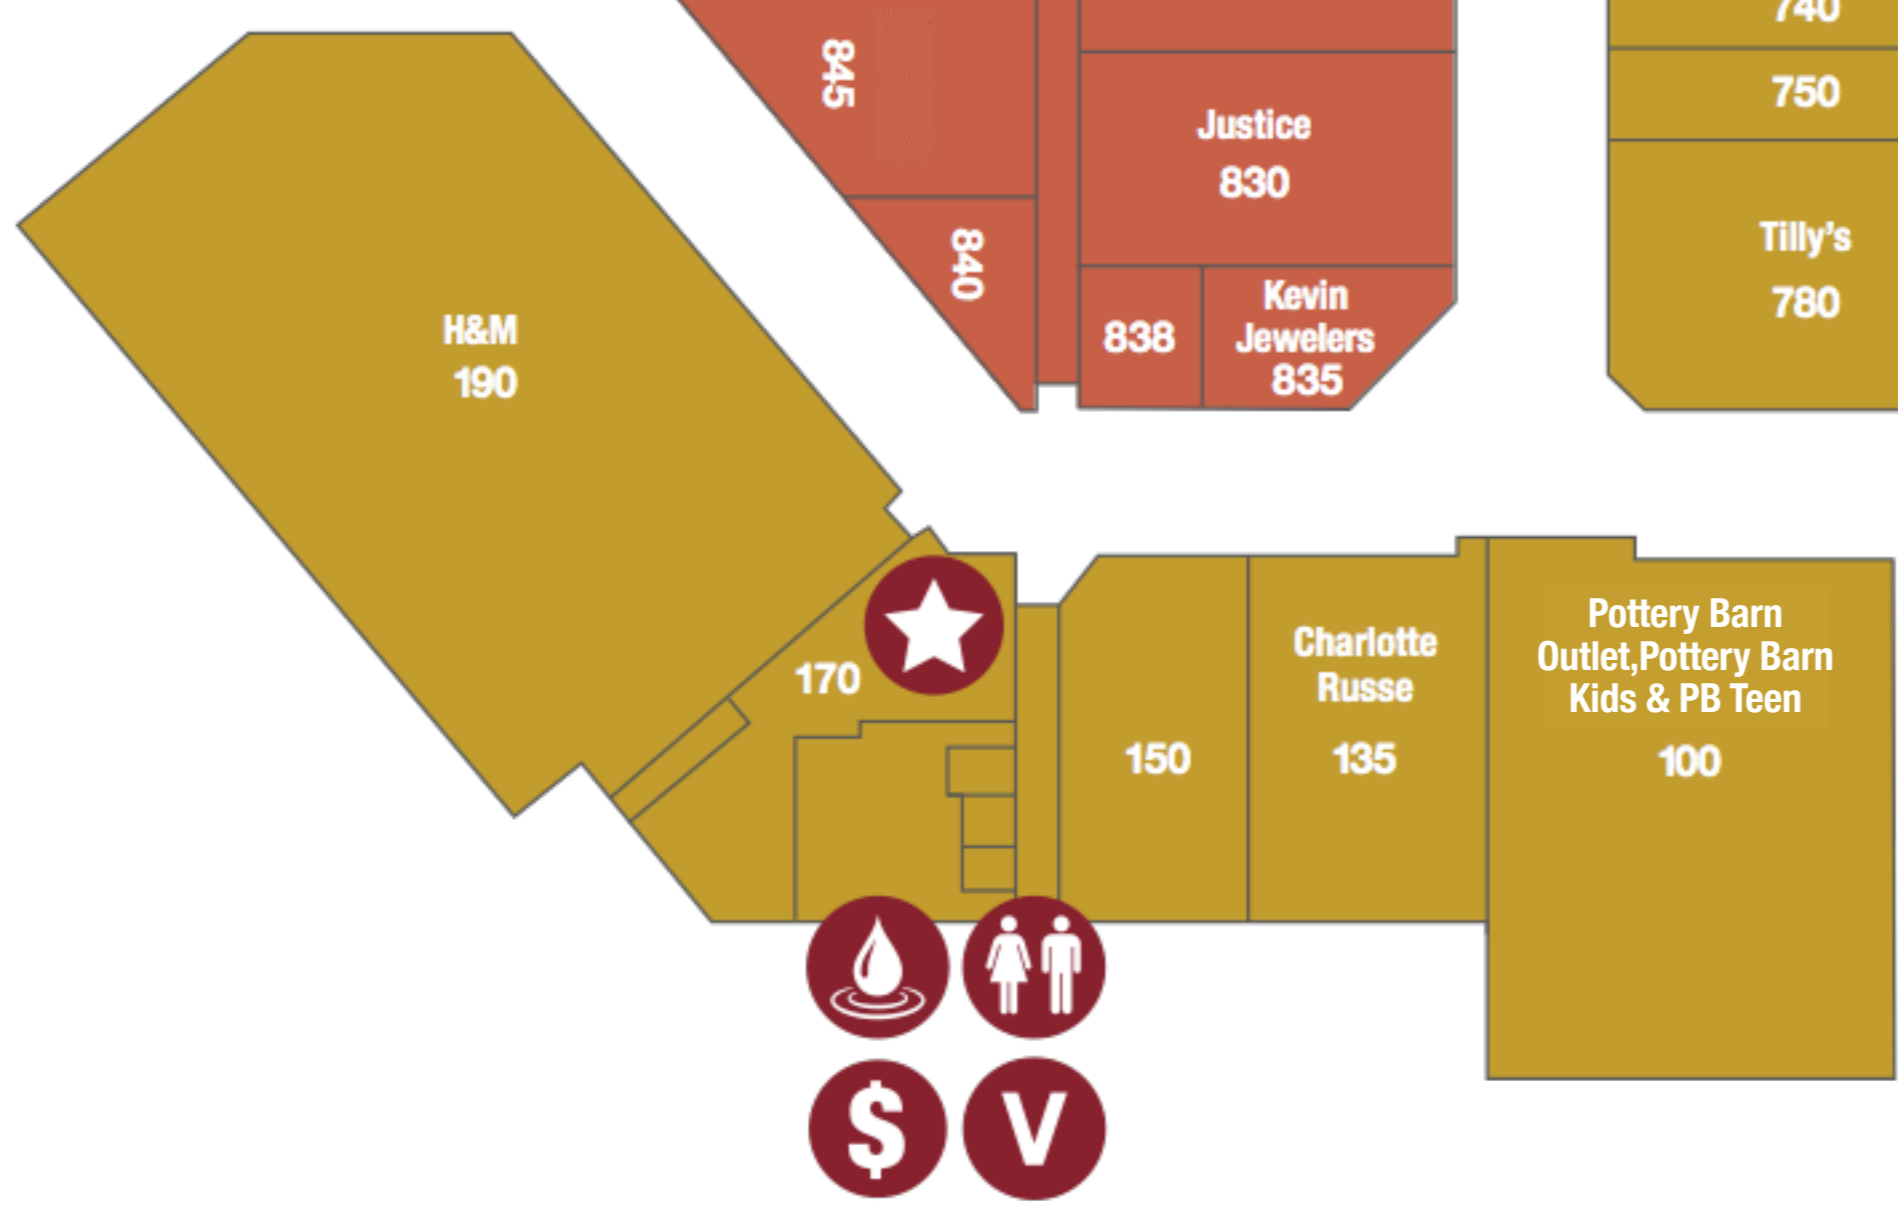 845
840
Justice
830
838
Kevin
Jewelers
835
740
750
Tilly's
780
H&M
190
170
150
Charlotte
Russe
135
Pottery Barn
Outlet,Pottery Barn
Kids & PB Teen
100
$
V